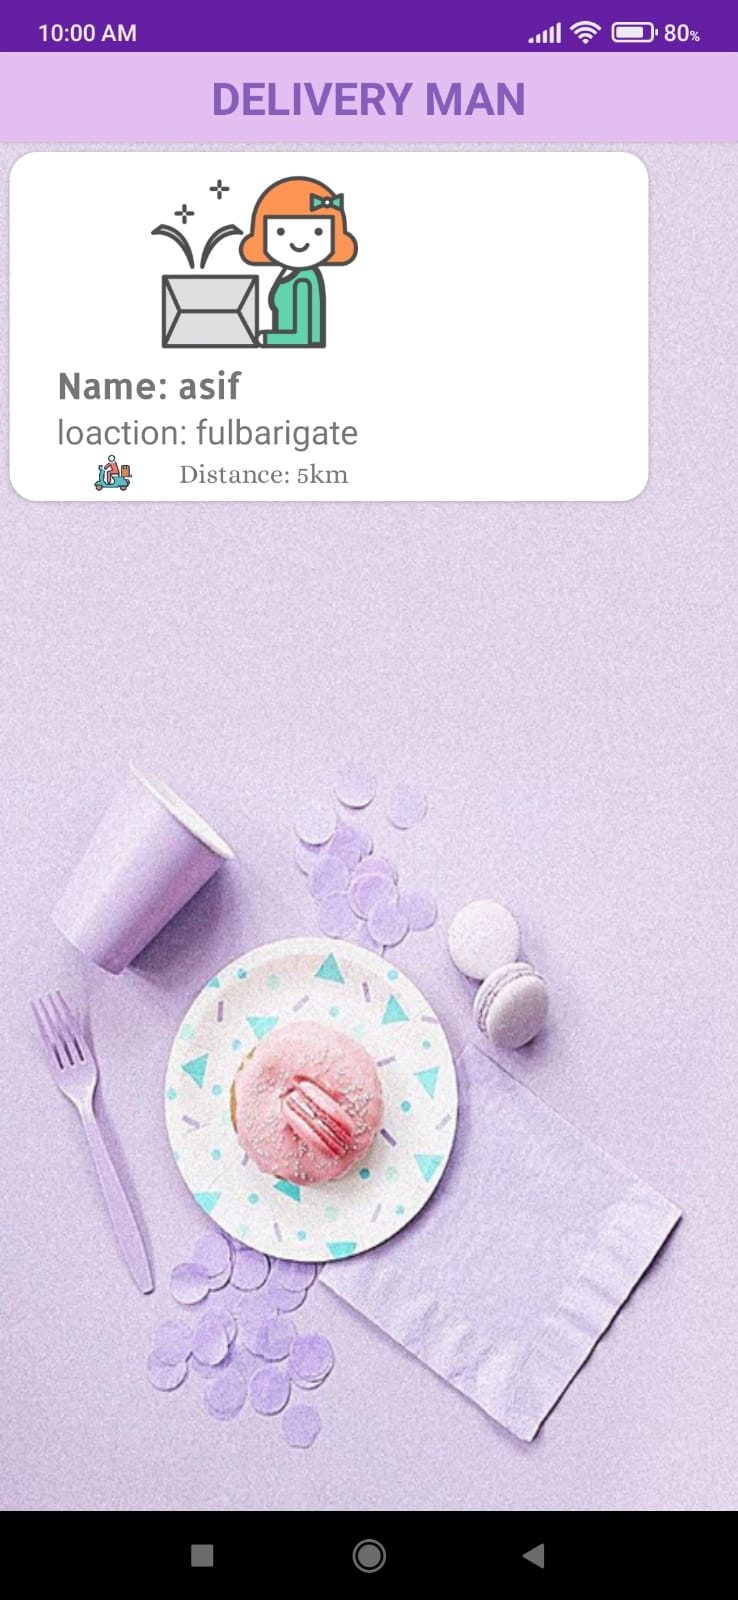 10:00 AM
80%
DELIVERY MAN
Name: asif
loaction: fulbarigate
Distance: 5km